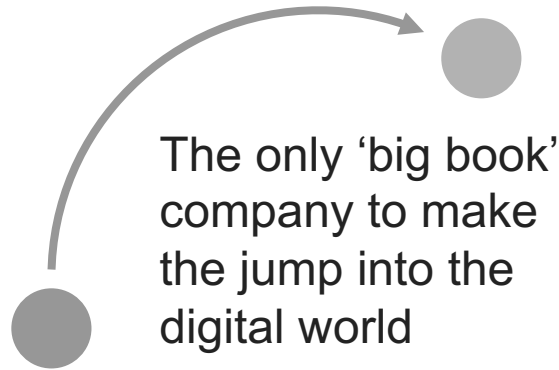 The only ‘big book’
company to make
the jump into the
digital world